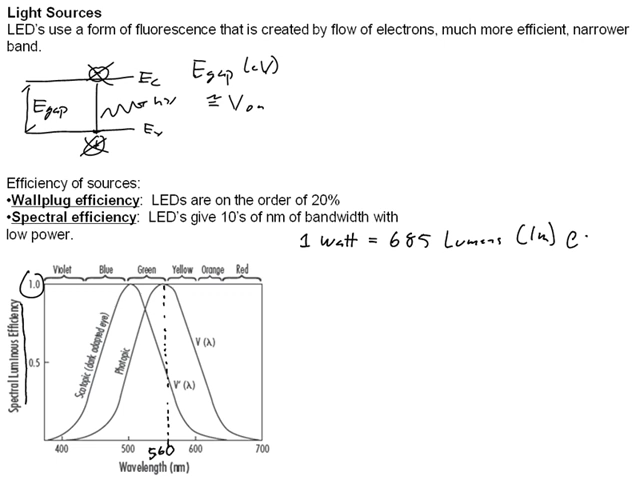 Light Sources
LED's use a form of fluorescence that is created by flow of electrons, much more efficient, narrower
band.
Ec
Egap
hν
Ev
Egap (eV)
≅ Von
Efficiency of sources:
•Wallplug efficiency: LEDs are on the order of 20%
•Spectral efficiency: LED's give 10's of nm of bandwidth with
low power.
1 watt = 685 Lumens (lm) @.
Violet Blue Green Yellow Orange Red
1.0
0.5
Spectral Luminous Efficiency
Scotopic (dark adapted eye)
Photopic
V (λ)
V' (λ)
400 500 560 600 700
Wavelength (nm)